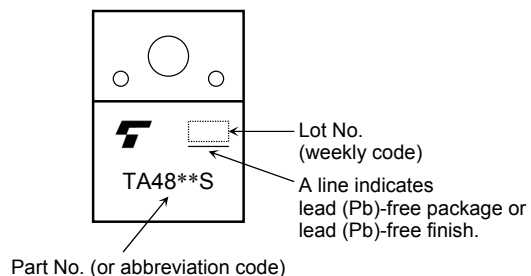 Lot No.
(weekly code)
TA48**S
A line indicates
lead (Pb)-free package or
lead (Pb)-free finish.
Part No. (or abbreviation code)